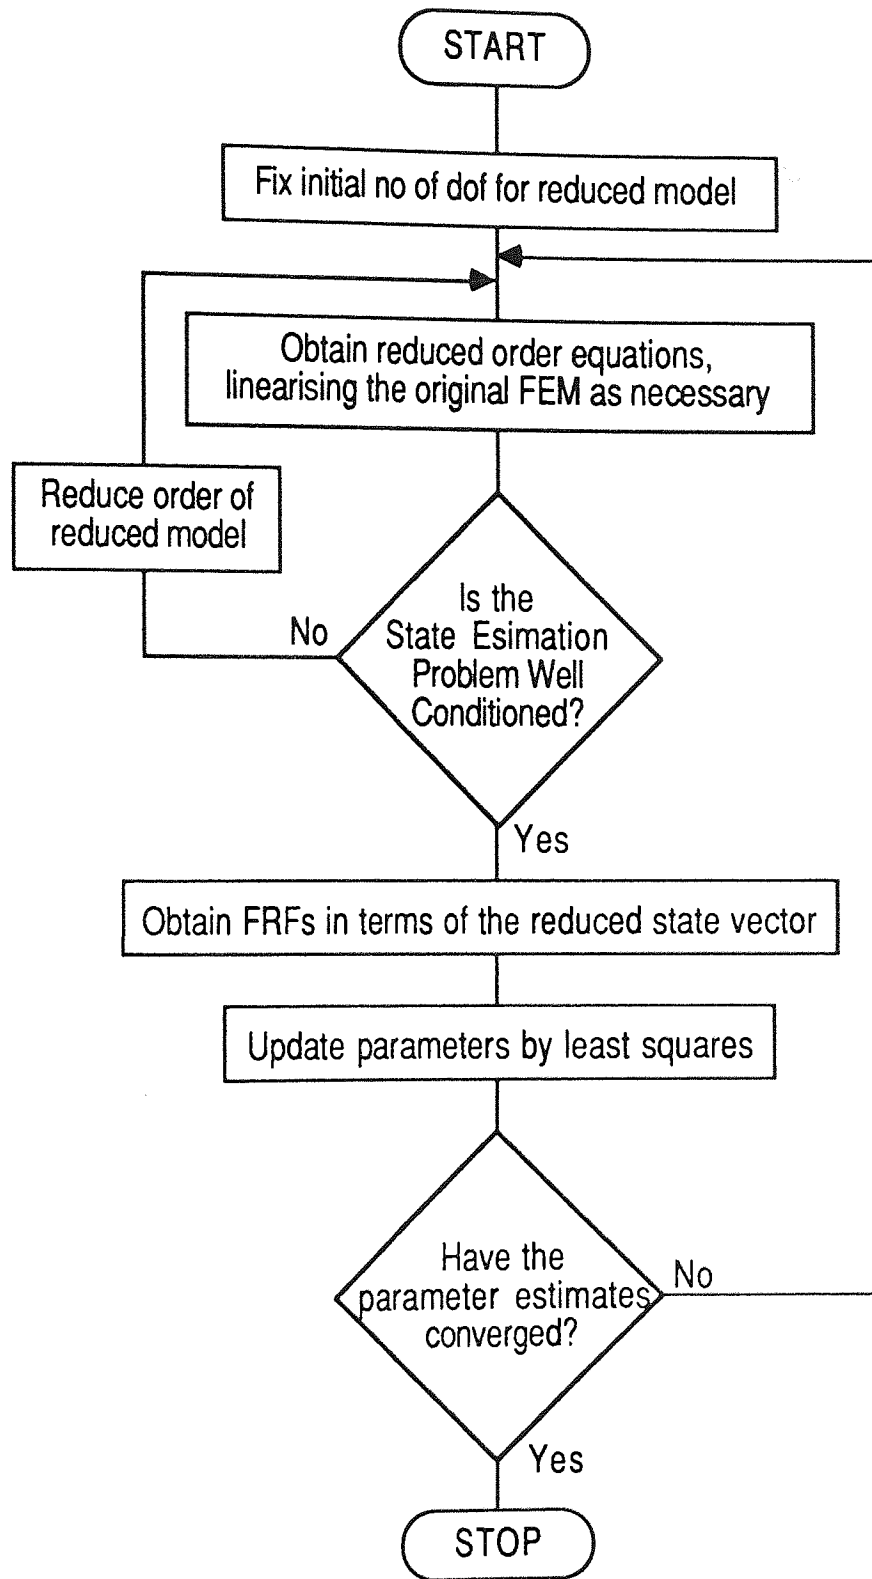 START
Fix initial no of dof for reduced model
Obtain reduced order equations,
linearising the original FEM as necessary
Reduce order of
reduced model
Is the
State Esimation
Problem Well
Conditioned?
No
Yes
Obtain FRFs in terms of the reduced state vector
Update parameters by least squares
Have the
parameter estimates
converged?
No
Yes
STOP